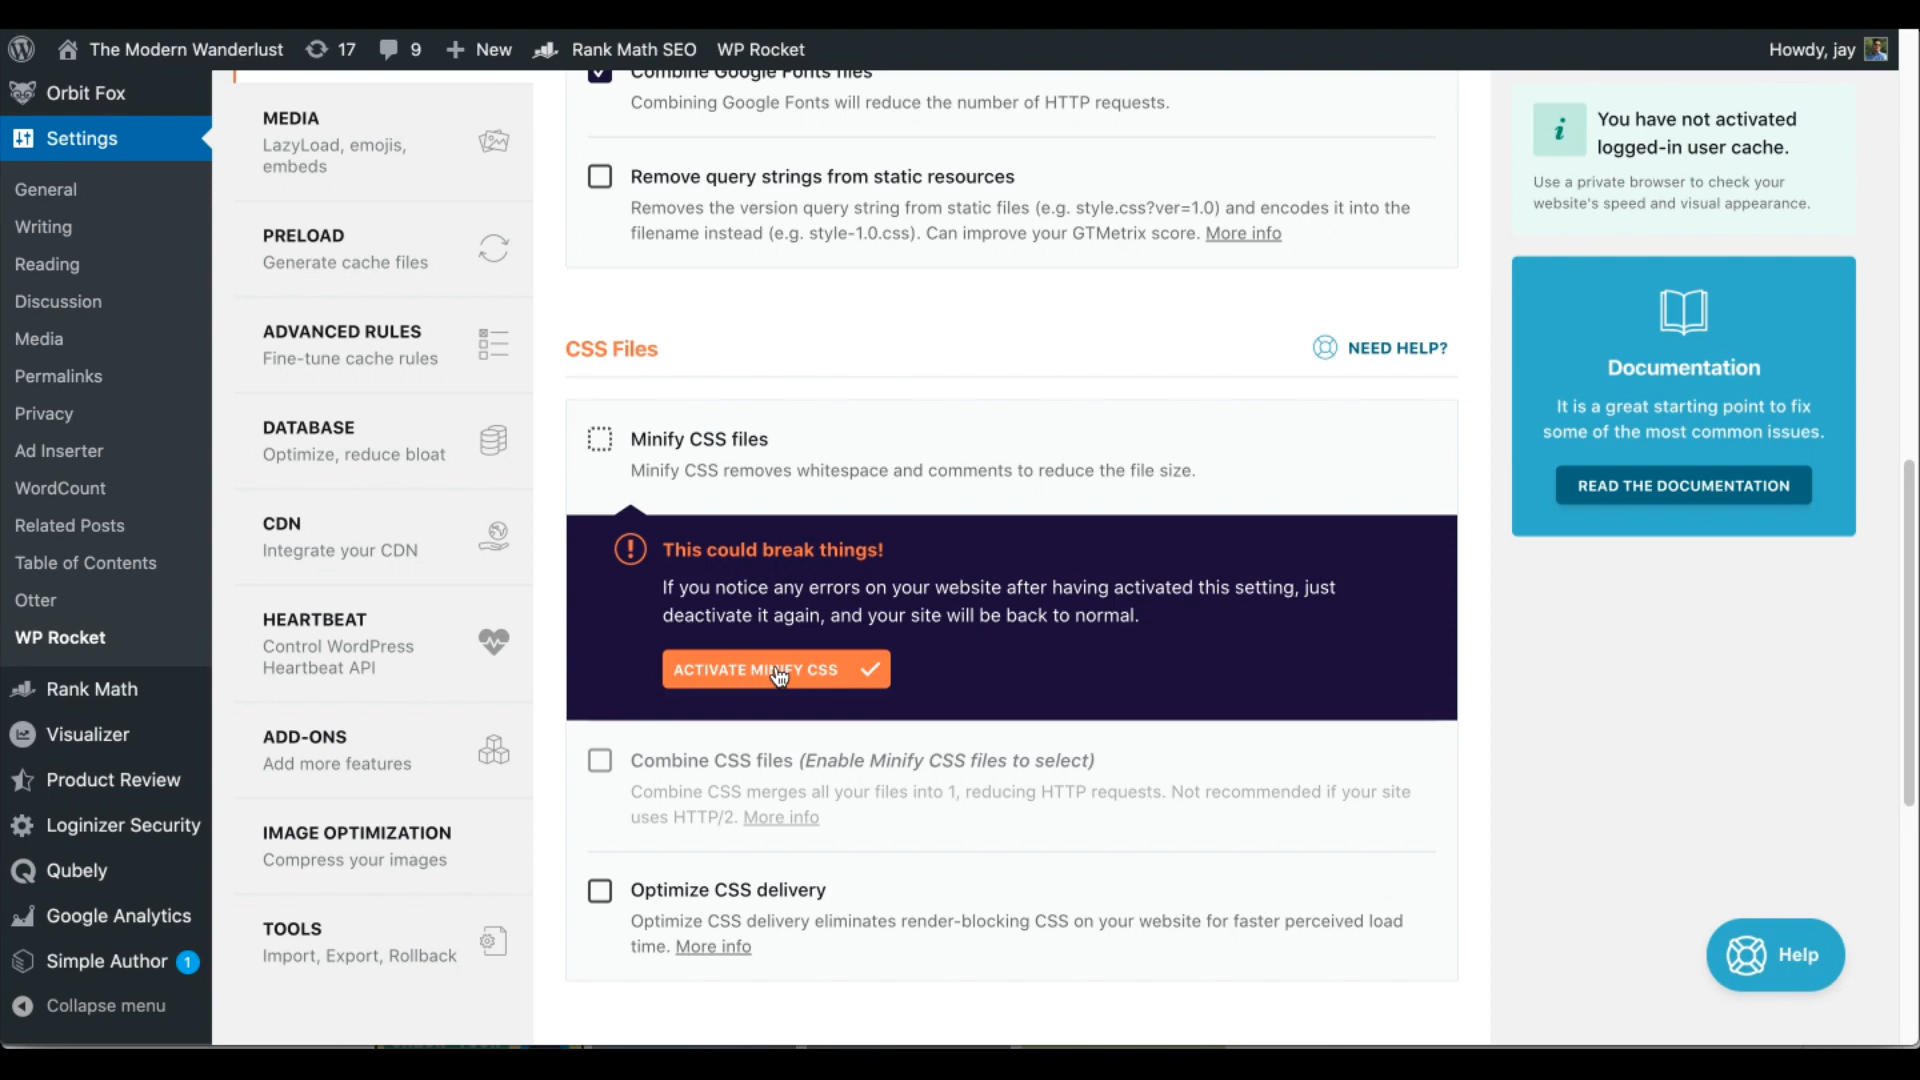 The Modern Wanderlust 17 9 New Rank Math SEO WP Rocket Howdy, jay
Orbit Fox
Settings
General
Writing
Reading
Discussion
Media
Permalinks
Privacy
Ad Inserter
WordCount
Related Posts
Table of Contents
Otter
WP Rocket
Rank Math
Visualizer
Product Review
Loginizer Security
Qubely
Google Analytics
Simple Author 1
Collapse menu
MEDIA
LazyLoad, emojis,
embeds
PRELOAD
Generate cache files
ADVANCED RULES
Fine-tune cache rules
DATABASE
Optimize, reduce bloat
CDN
Integrate your CDN
HEARTBEAT
Control WordPress
Heartbeat API
ADD-ONS
Add more features
IMAGE OPTIMIZATION
Compress your images
TOOLS
Import, Export, Rollback
Combine Google Fonts files
Combining Google Fonts will reduce the number of HTTP requests.
Remove query strings from static resources
Removes the version query string from static files (e.g. style.css?ver=1.0) and encodes it into the
filename instead (e.g. style-1.0.css). Can improve your GTMetrix score. More info
CSS Files
NEED HELP?
Minify CSS files
Minify CSS removes whitespace and comments to reduce the file size.
This could break things!
If you notice any errors on your website after having activated this setting, just
deactivate it again, and your site will be back to normal.
ACTIVATE MINIFY CSS
Combine CSS files (Enable Minify CSS files to select)
Combine CSS merges all your files into 1, reducing HTTP requests. Not recommended if your site
uses HTTP/2. More info
Optimize CSS delivery
Optimize CSS delivery eliminates render-blocking CSS on your website for faster perceived load
time. More info
You have not activated
logged-in user cache.
Use a private browser to check your
website's speed and visual appearance.
Documentation
It is a great starting point to fix
some of the most common issues.
READ THE DOCUMENTATION
Help